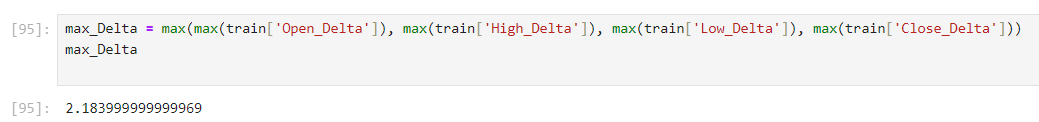 [95]: max_Delta = max(max(train['Open_Delta']), max(train['High_Delta']), max(train['Low_Delta']), max(train['Close_Delta']))
max_Delta
[95]: 2.183999999999969